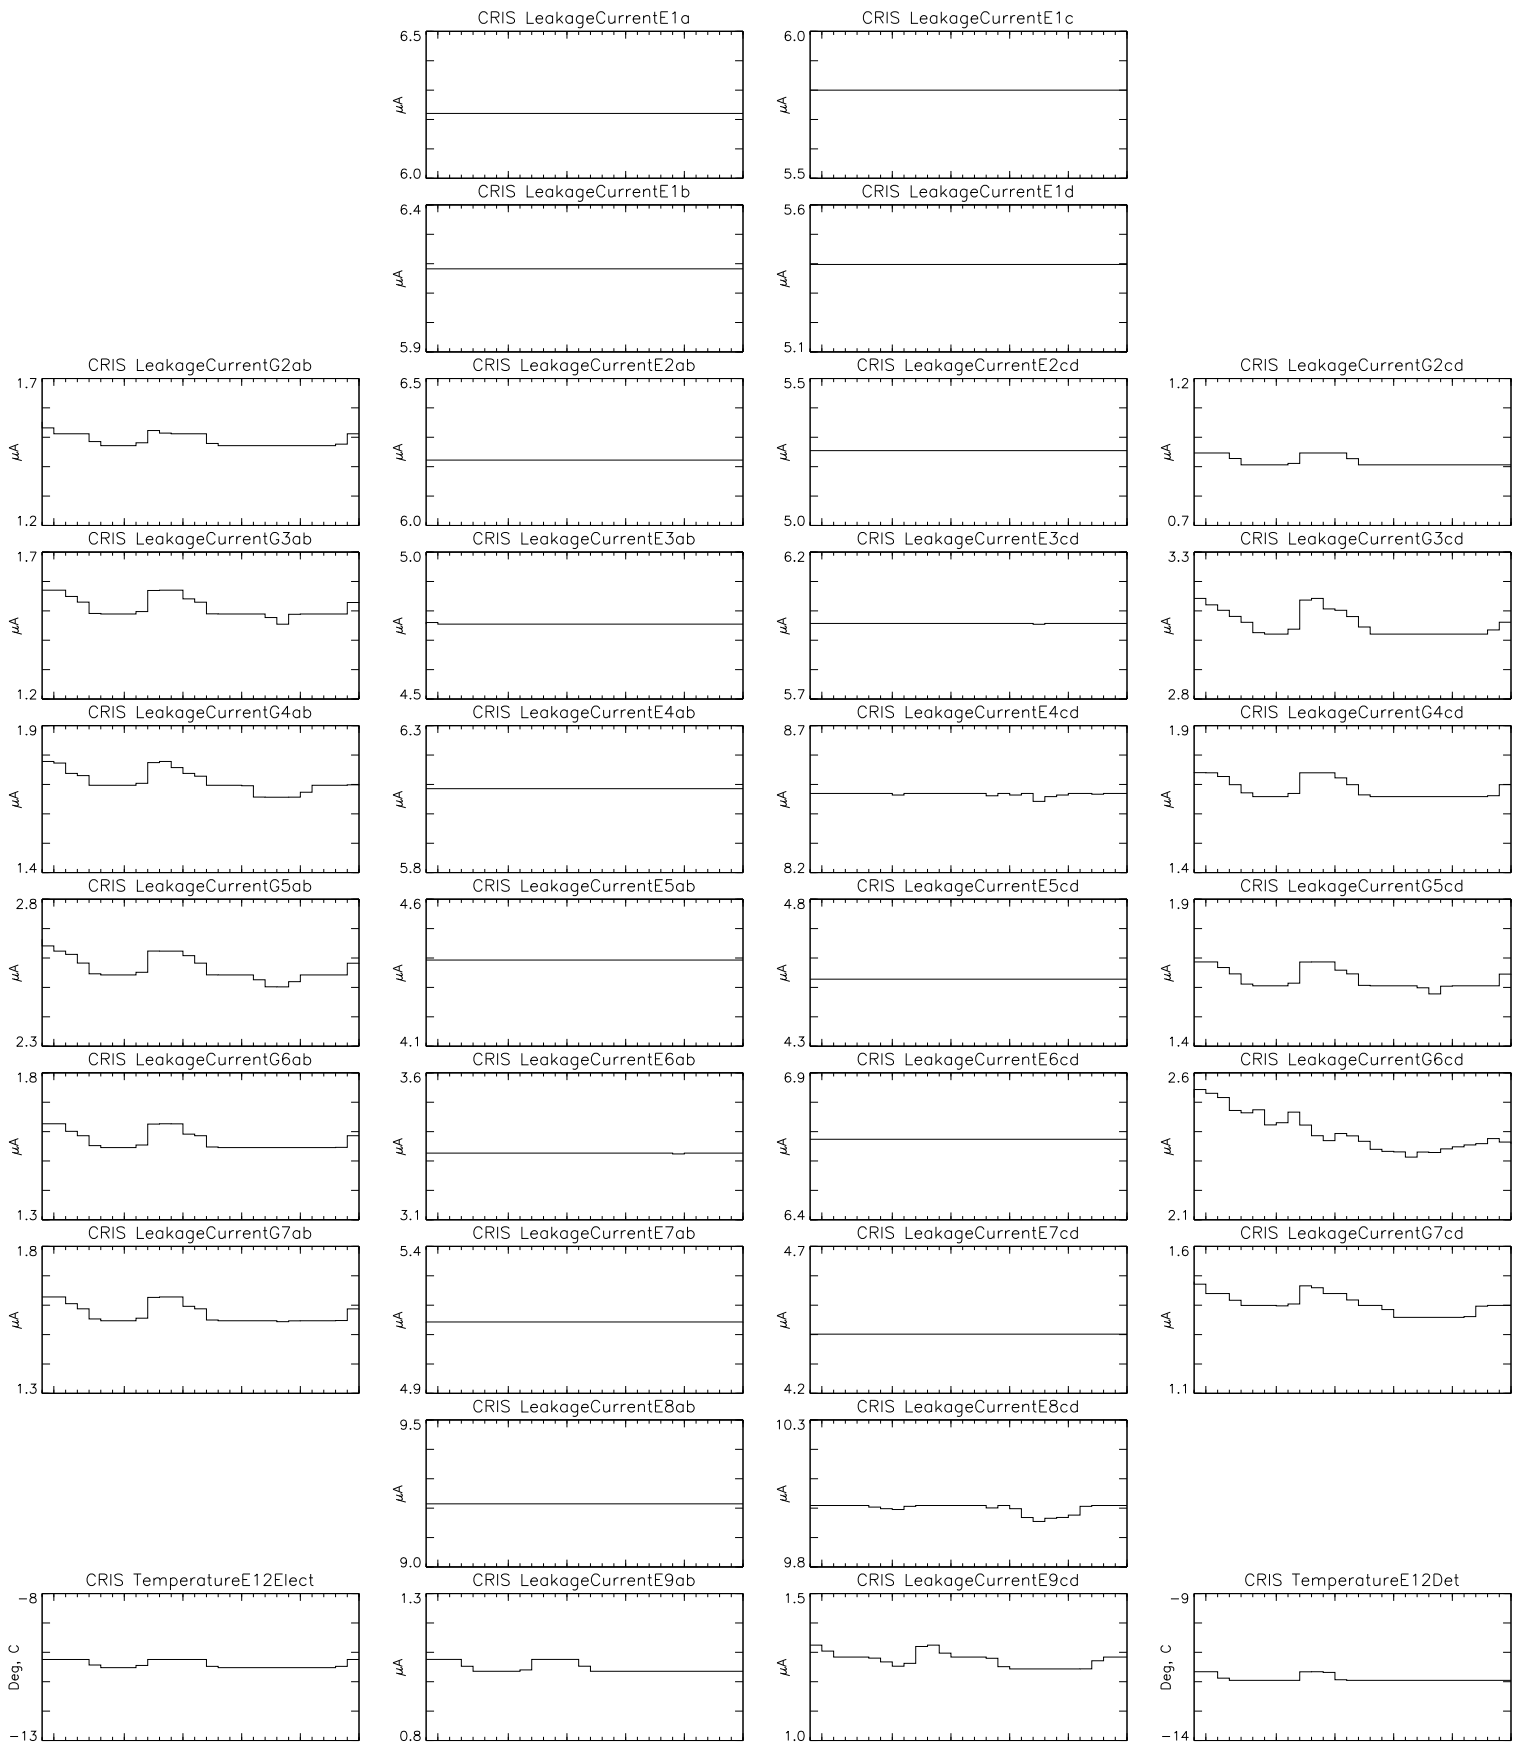 CRIS LeakageCurrentE1a
6.5
μA
6.0
CRIS LeakageCurrentE1c
6.0
μA
5.5
CRIS LeakageCurrentE1b
6.4
μA
5.9
CRIS LeakageCurrentE1d
5.6
μA
5.1
CRIS LeakageCurrentG2ab
1.7
μA
1.2
CRIS LeakageCurrentE2ab
6.5
μA
6.0
CRIS LeakageCurrentE2cd
5.5
μA
5.0
CRIS LeakageCurrentG2cd
1.2
μA
0.7
CRIS LeakageCurrentG3ab
1.7
μA
1.2
CRIS LeakageCurrentE3ab
5.0
μA
4.5
CRIS LeakageCurrentE3cd
6.2
μA
5.7
CRIS LeakageCurrentG3cd
3.3
μA
2.8
CRIS LeakageCurrentG4ab
1.9
μA
1.4
CRIS LeakageCurrentE4ab
6.3
μA
5.8
CRIS LeakageCurrentE4cd
8.7
μA
8.2
CRIS LeakageCurrentG4cd
1.9
μA
1.4
CRIS LeakageCurrentG5ab
2.8
μA
2.3
CRIS LeakageCurrentE5ab
4.6
μA
4.1
CRIS LeakageCurrentE5cd
4.8
μA
4.3
CRIS LeakageCurrentG5cd
1.9
μA
1.4
CRIS LeakageCurrentG6ab
1.8
μA
1.3
CRIS LeakageCurrentE6ab
3.6
μA
3.1
CRIS LeakageCurrentE6cd
6.9
μA
6.4
CRIS LeakageCurrentG6cd
2.6
μA
2.1
CRIS LeakageCurrentG7ab
1.8
μA
1.3
CRIS LeakageCurrentE7ab
5.4
μA
4.9
CRIS LeakageCurrentE7cd
4.7
μA
4.2
CRIS LeakageCurrentG7cd
1.6
μA
1.1
CRIS LeakageCurrentE8ab
9.5
μA
9.0
CRIS LeakageCurrentE8cd
10.3
μA
9.8
CRIS TemperatureE12Elect
−8
Deg, C
−13
CRIS LeakageCurrentE9ab
1.3
μA
0.8
CRIS LeakageCurrentE9cd
1.5
μA
1.0
CRIS TemperatureE12Det
−9
Deg, C
−14